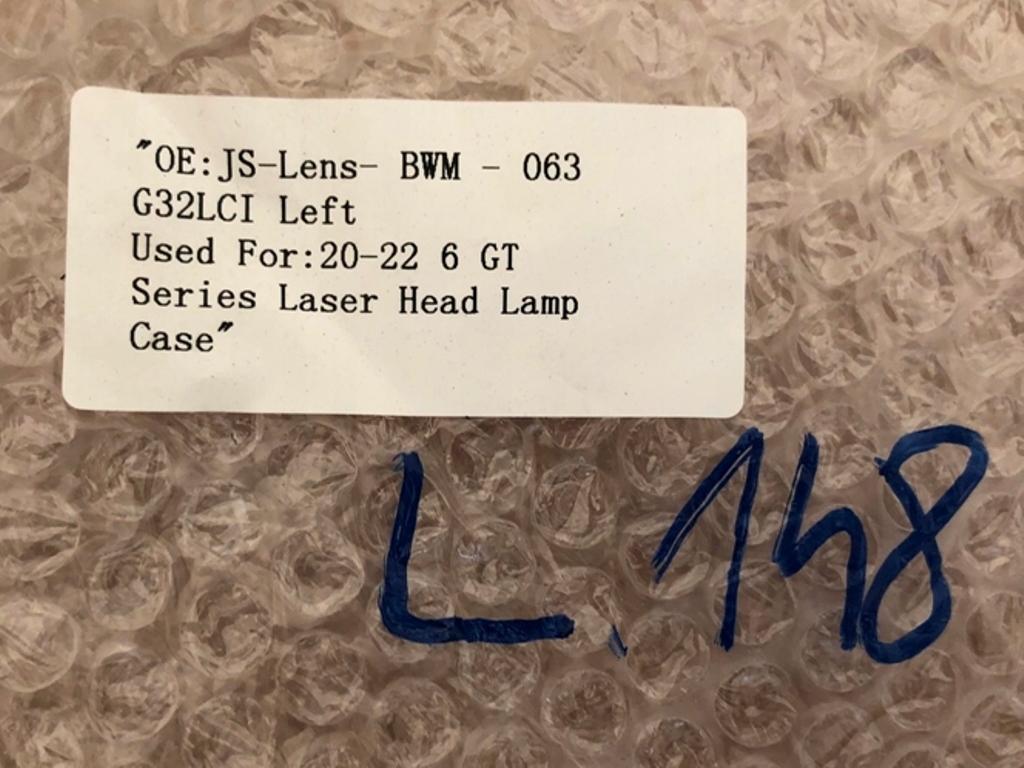 "OE:JS-Lens- BWM - 063
G32LCI Left
Used For:20-22 6 GT
Series Laser Head Lamp
Case"
L. 148